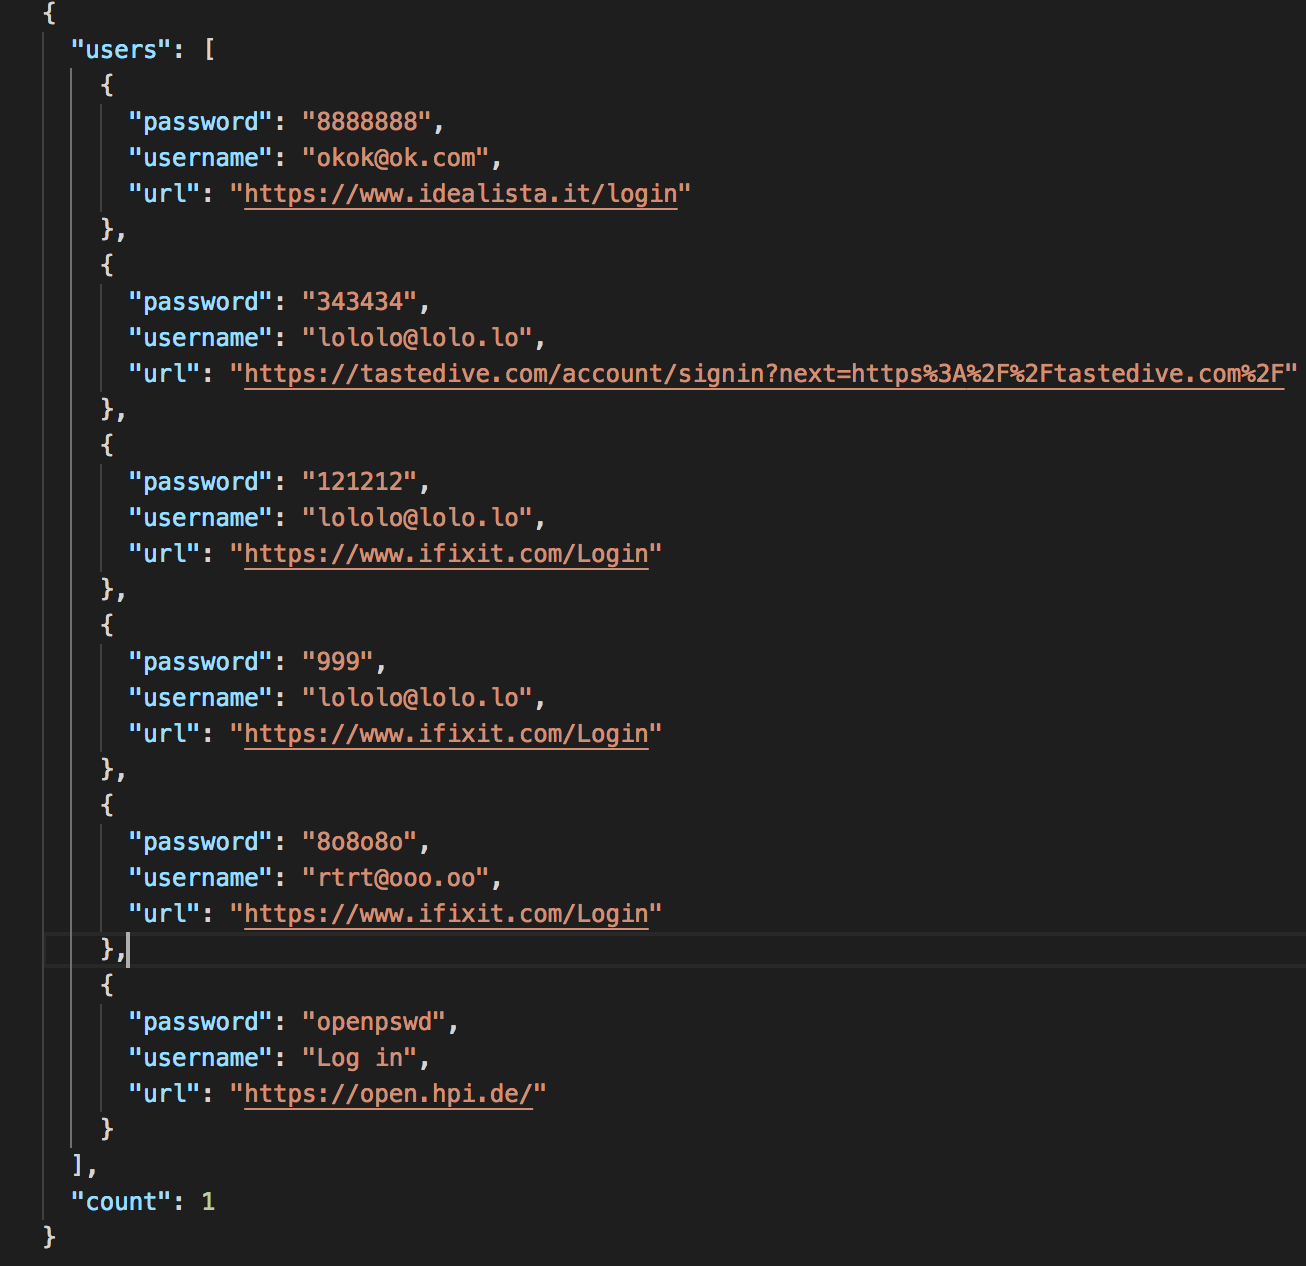 {
"users": [
{
"password": "8888888",
"username": "okok@ok.com",
"url": "https://www.idealista.it/login"
},
{
"password": "343434",
"username": "lololo@lolo.lo",
"url": "https://tastedive.com/account/signin?next=https%3A%2F%2Ftastedive.com%2F"
},
{
"password": "121212",
"username": "lololo@lolo.lo",
"url": "https://www.ifixit.com/Login"
},
{
"password": "999",
"username": "lololo@lolo.lo",
"url": "https://www.ifixit.com/Login"
},
{
"password": "8o8o8o",
"username": "rtrt@ooo.oo",
"url": "https://www.ifixit.com/Login"
},
{
"password": "openpswd",
"username": "Log in",
"url": "https://open.hpi.de/"
}
],
"count": 1
}